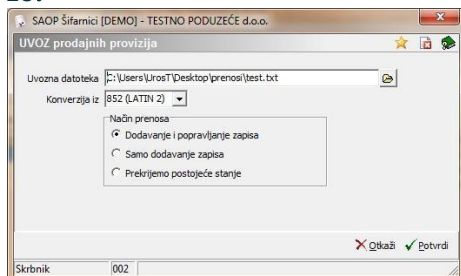 SAOP Šifarnici [DEMO] - TESTNO PODUZEĆE d.o.o.
UVOZ prodajnih provizija
Uvozna datoteka C:\Users\UrosT\Desktop\prenosi\test.txt
Konverzija iz 852 (LATIN 2)
Način prenosa
Dodavanje i popravljanje zapisa
Samo dodavanje zapisa
Prekrijemo postojeće stanje
Otkaži Potvrdi
Skrbnik 002